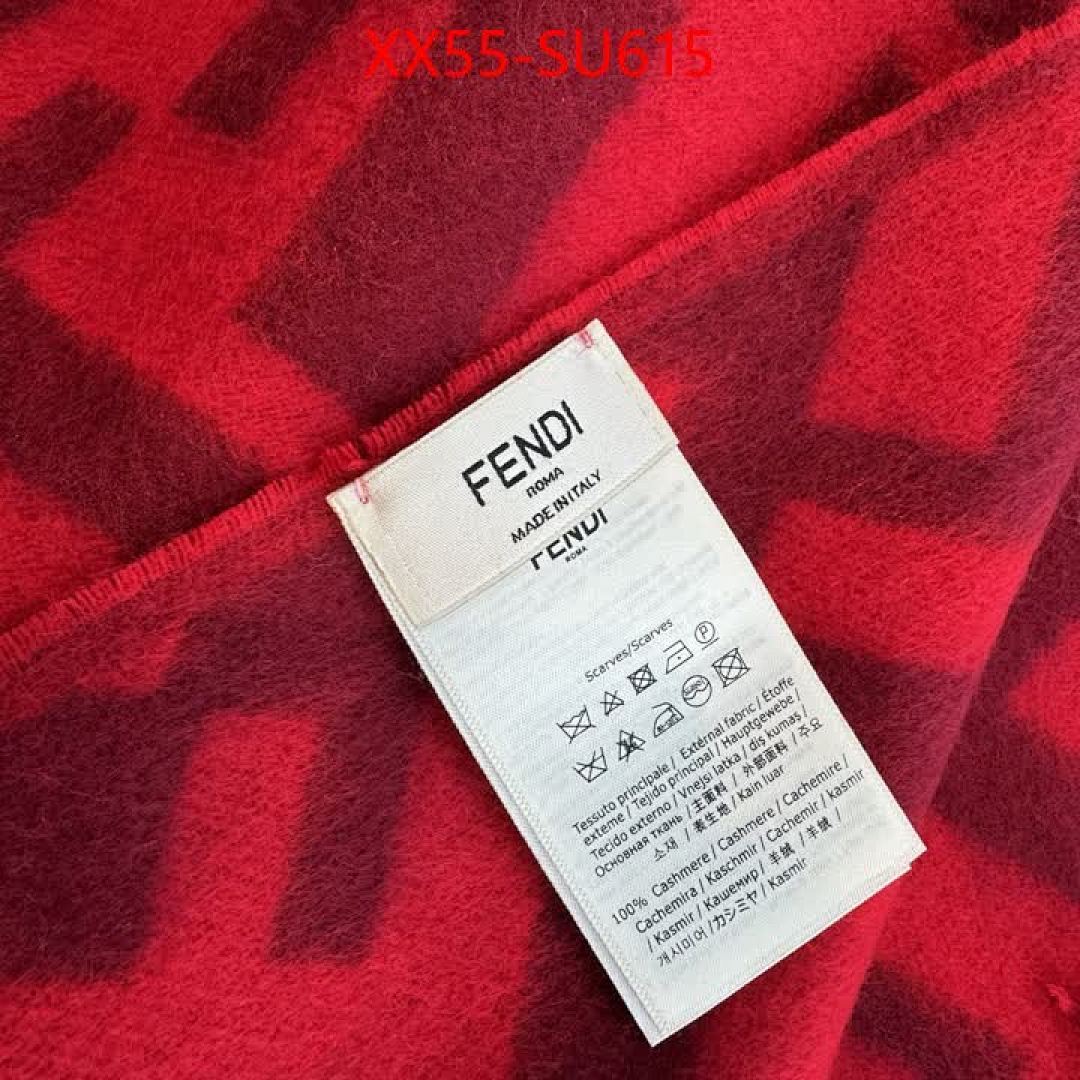 XX55-SU615
FENDI
ROMA
MADE IN ITALY
FENDI
ROMA
Scarves/Scarves
P
Tessuto principale / External fabric / Étoffe
externe / Tejido principal / Hauptgewebe /
Tecido externo / Vnejsi latka / dış kumaş /
Основная ткань / 主面料 / 外部面料 / 주요
소재 / 表生地 / Kain luar
100% Cashmere / Cashmere / Cachemire /
Cachemira / Kaschmir / Cachemir / kasmir
/ Kasmir / Кашемир / 羊绒 / 羊絨 /
캐시미어 / カシミヤ / Kasmir